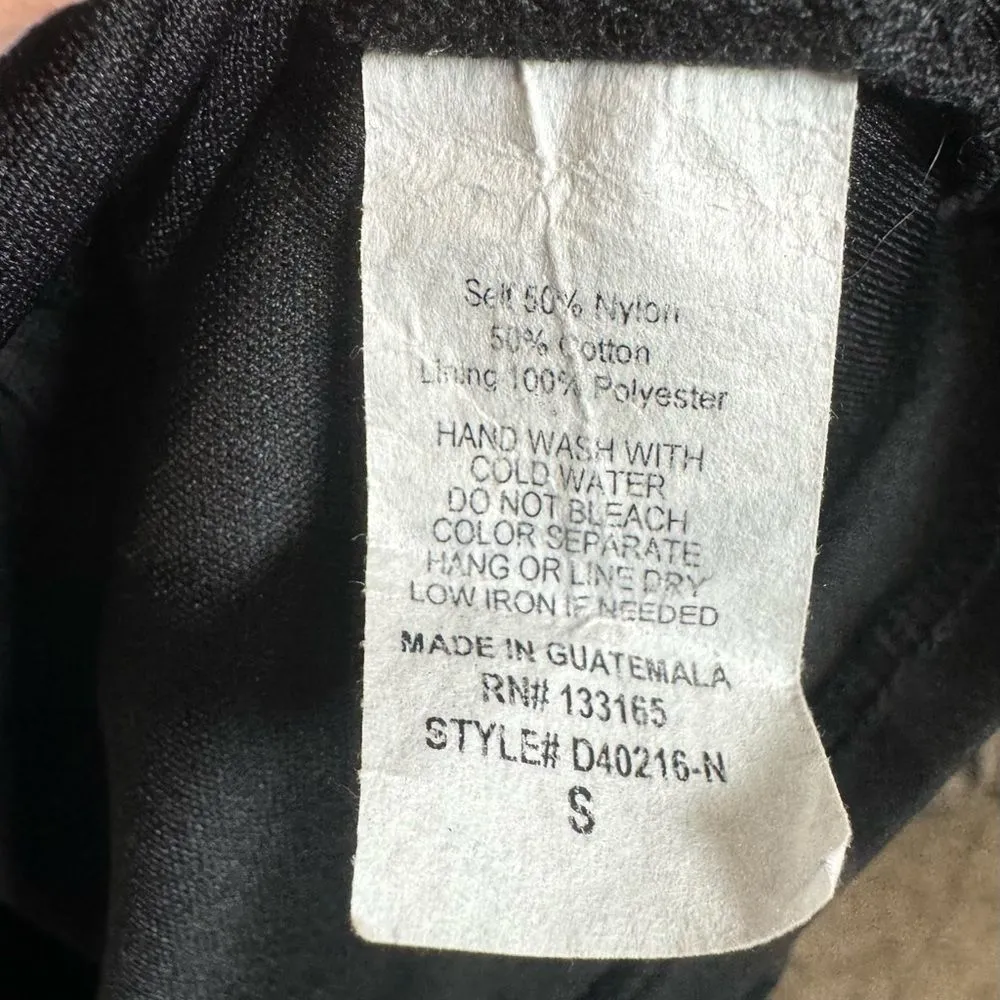 Self 50% Nylon
50% Cotton
Lining 100% Polyester
HAND WASH WITH
COLD WATER
DO NOT BLEACH
COLOR SEPARATE
HANG OR LINE DRY
LOW IRON IF NEEDED
MADE IN GUATEMALA
RN# 133165
STYLE# D40216-N
S